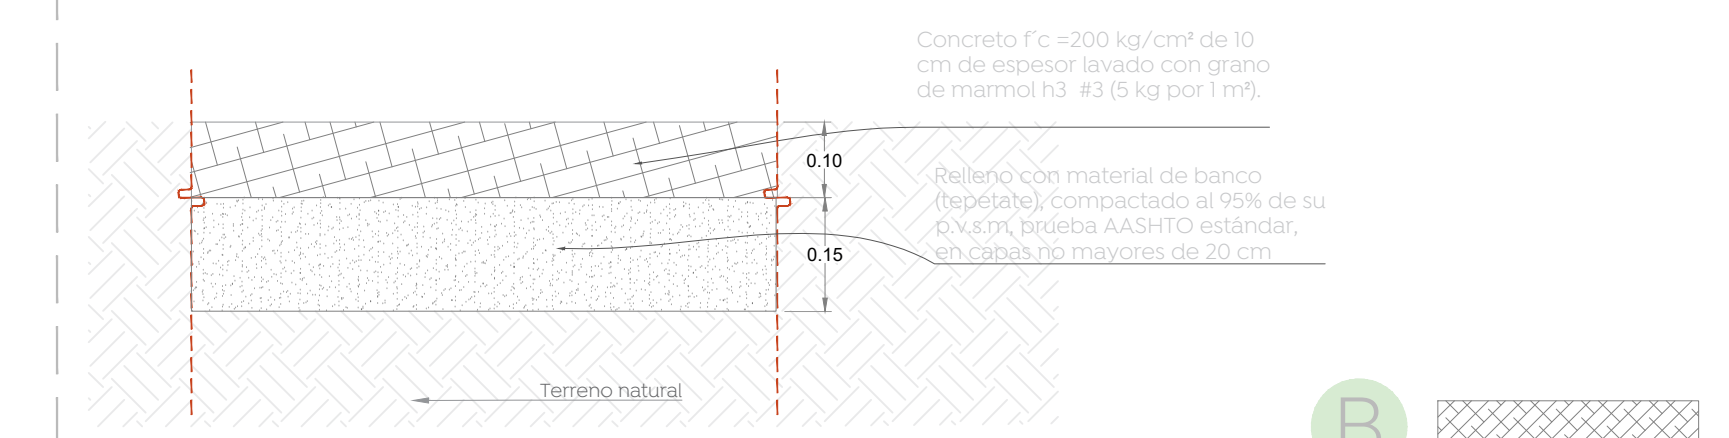 Concreto f´c =200 kg/cm² de 10
cm de espesor lavado con grano
de marmol h3 #3 (5 kg por 1 m²).
0.10
Relleno con material de banco
(tepetate), compactado al 95% de su
p.v.s.m, prueba AASHTO estándar,
en capas no mayores de 20 cm
0.15
Terreno natural
B